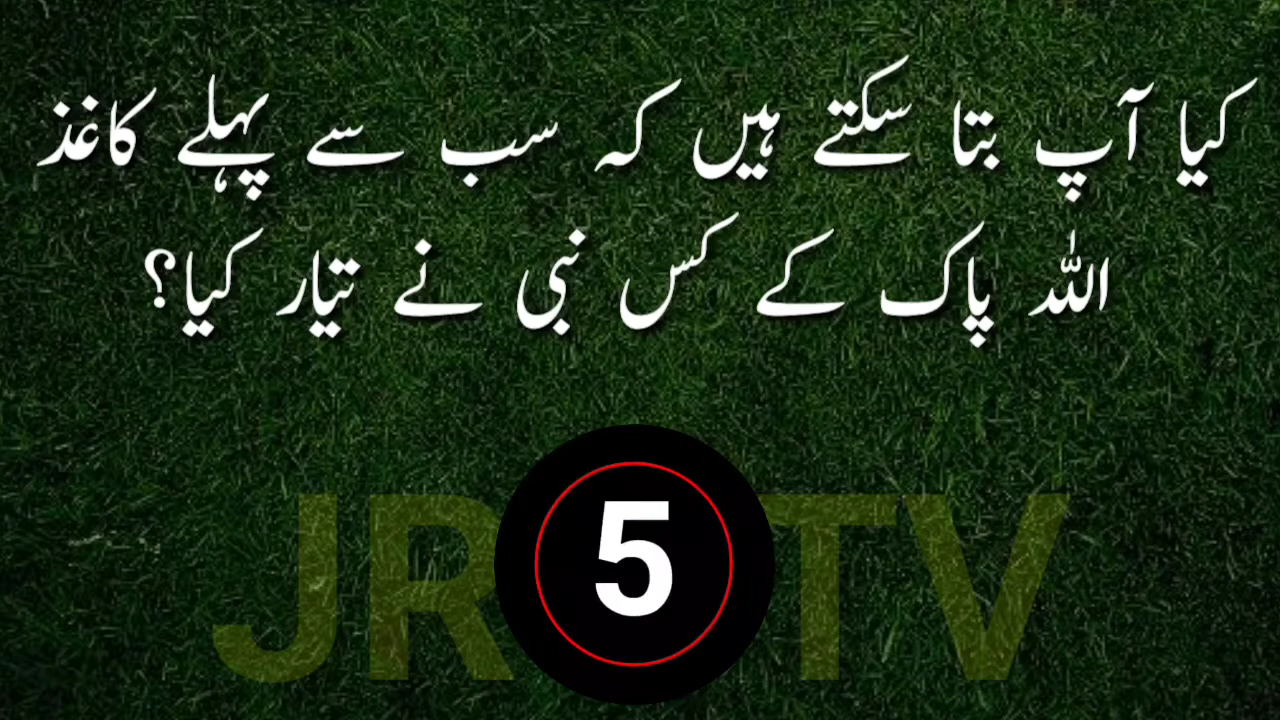 کیا آپ بتا سکتے ہیں کہ سب سے پہلے کاغذ
اللہ پاک کے کس نبی نے تیار کیا؟
5
JR TV